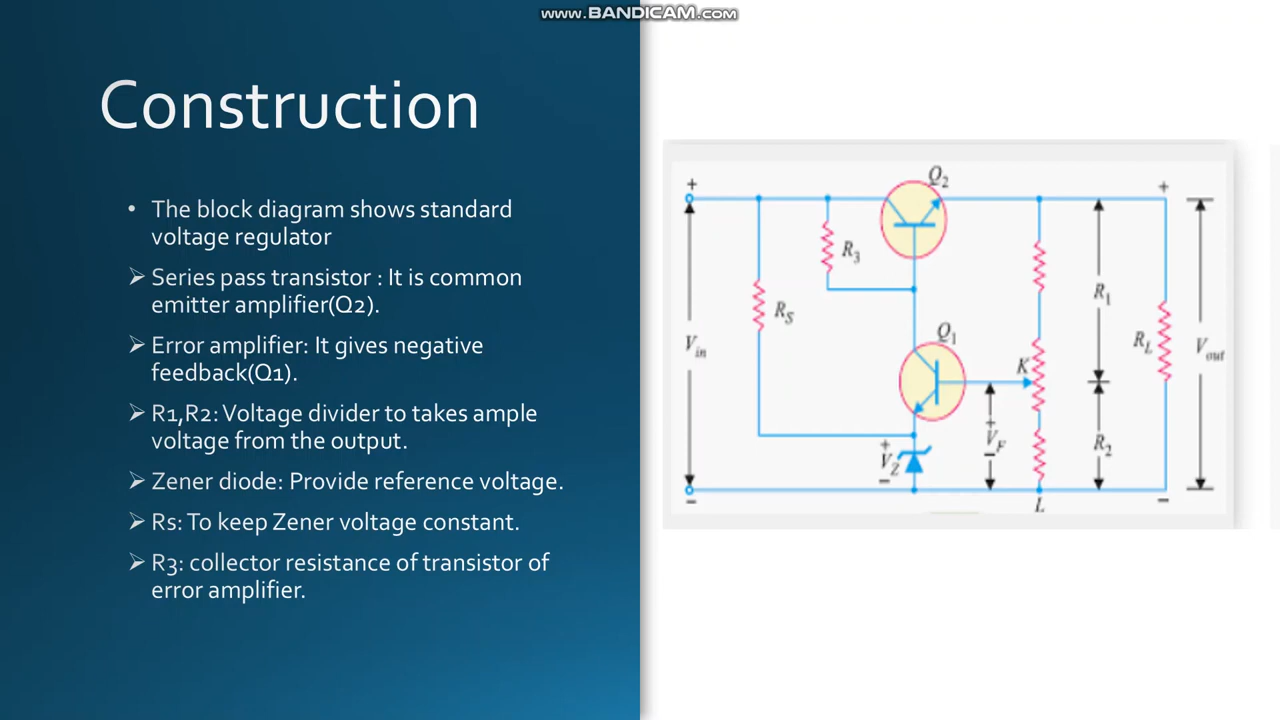 www.BANDICAM.com
Construction
• The block diagram shows standard
voltage regulator
➢ Series pass transistor : It is common
emitter amplifier(Q2).
➢ Error amplifier: It gives negative
feedback(Q1).
➢ R1,R2: Voltage divider to takes ample
voltage from the output.
➢ Zener diode: Provide reference voltage.
➢ Rs: To keep Zener voltage constant.
➢ R3: collector resistance of transistor of
error amplifier.
+ Q2 +
R3
RS
R1
Vin
Q1
K
RL
Vout
+
VF
−
R2
+
VZ
−
− L −